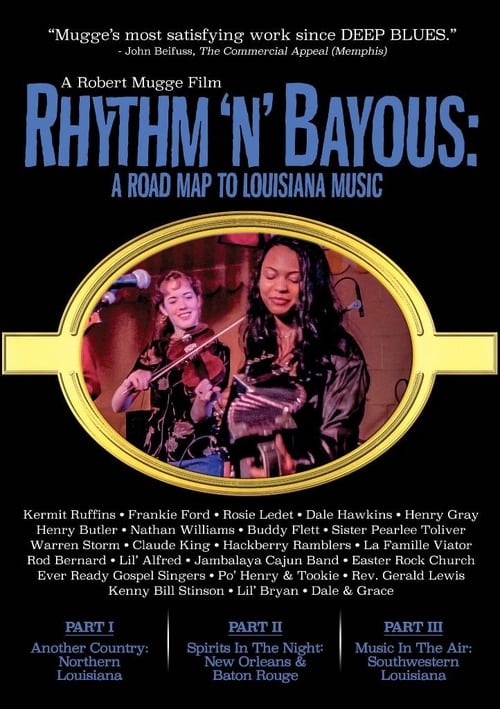 “Mugge’s most satisfying work since DEEP BLUES.”
- John Beifuss, The Commercial Appeal (Memphis)
A Robert Mugge Film
RHYTHM ‘N’ BAYOUS:
A ROAD MAP TO LOUISIANA MUSIC
Kermit Ruffins • Frankie Ford • Rosie Ledet • Dale Hawkins • Henry Gray
Henry Butler • Nathan Williams • Buddy Flett • Sister Pearlee Toliver
Warren Storm • Claude King • Hackberry Ramblers • La Famille Viator
Rod Bernard • Lil’ Alfred • Jambalaya Cajun Band • Easter Rock Church
Ever Ready Gospel Singers • Po’ Henry & Tookie • Rev. Gerald Lewis
Kenny Bill Stinson • Lil’ Bryan • Dale & Grace
PART I
Another Country:
Northern
Louisiana
PART II
Spirits In The Night:
New Orleans &
Baton Rouge
PART III
Music In The Air:
Southwestern
Louisiana